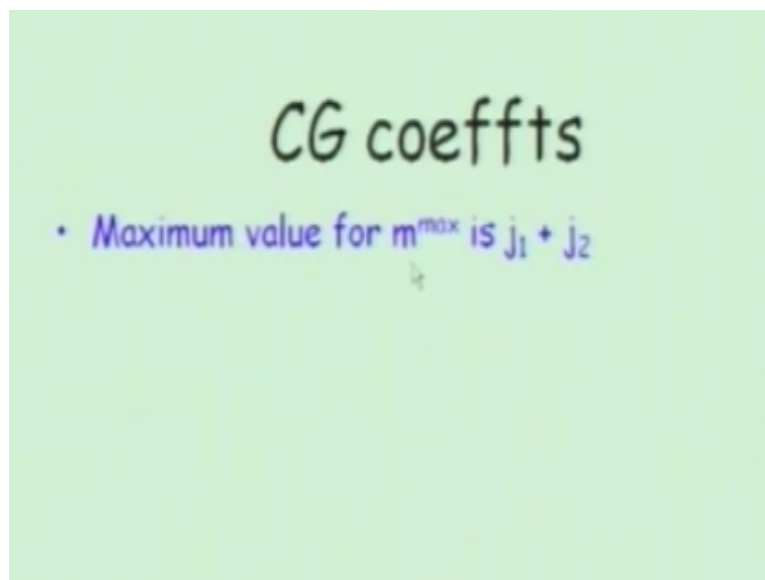 CG coeffts
• Maximum value for m^max is j₁ + j₂